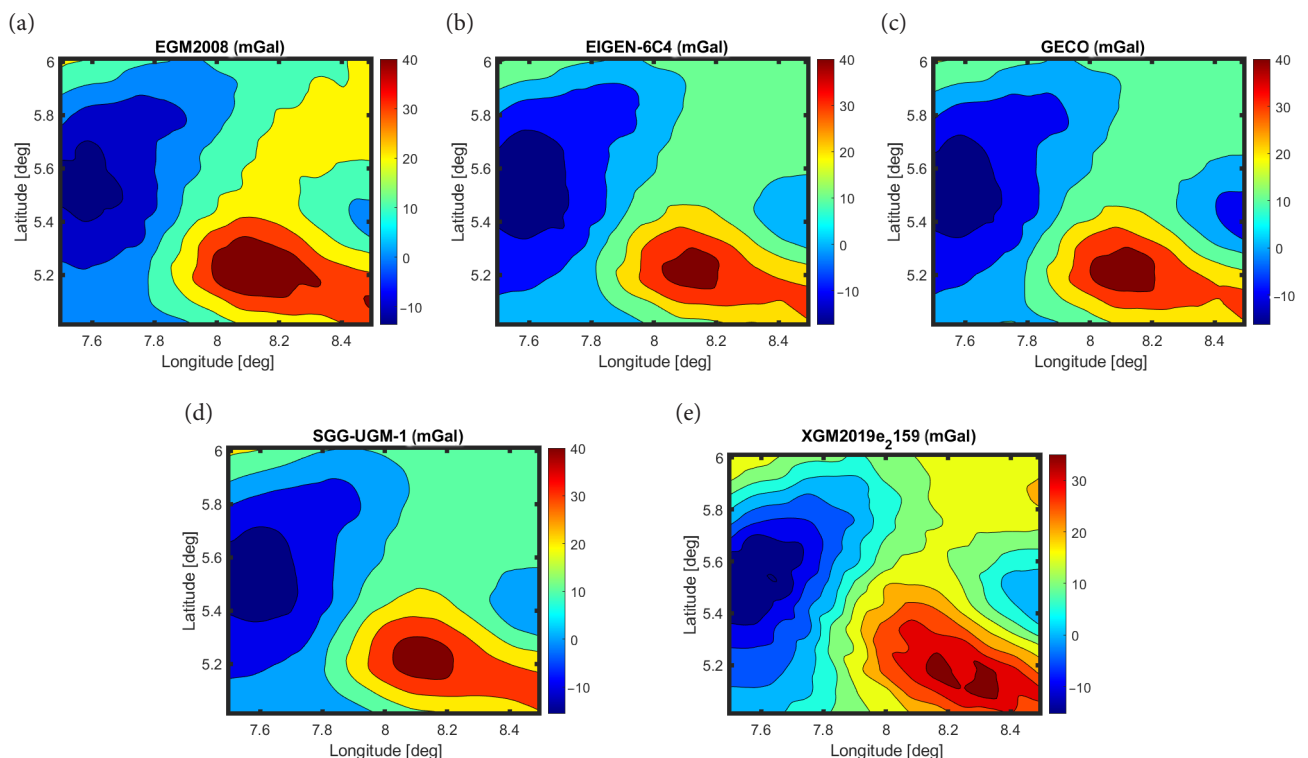 (a)
EGM2008 (mGal)
6
5.8
5.6
5.4
5.2
Latitude [deg]
7.6 7.8 8 8.2 8.4
Longitude [deg]
40
30
20
10
0
−10
(b)
EIGEN-6C4 (mGal)
6
5.8
5.6
5.4
5.2
Latitude [deg]
7.6 7.8 8 8.2 8.4
Longitude [deg]
40
30
20
10
0
−10
(c)
GECO (mGal)
6
5.8
5.6
5.4
5.2
Latitude [deg]
7.6 7.8 8 8.2 8.4
Longitude [deg]
40
30
20
10
0
−10
(d)
SGG-UGM-1 (mGal)
6
5.8
5.6
5.4
5.2
Latitude [deg]
7.6 7.8 8 8.2 8.4
Longitude [deg]
40
30
20
10
0
−10
(e)
XGM2019e₂159 (mGal)
6
5.8
5.6
5.4
5.2
Latitude [deg]
7.6 7.8 8 8.2 8.4
Longitude [deg]
30
20
10
0
−10